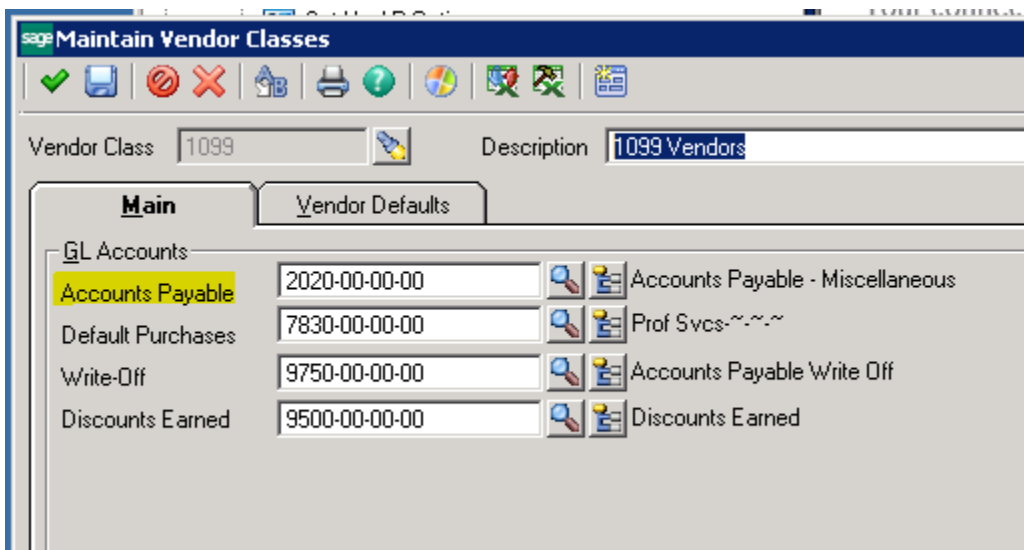 sage Maintain Vendor Classes
Vendor Class 1099 Description 1099 Vendors
Main Vendor Defaults
GL Accounts
Accounts Payable 2020-00-00-00 Accounts Payable - Miscellaneous
Default Purchases 7830-00-00-00 Prof Svcs-~-~-~
Write-Off 9750-00-00-00 Accounts Payable Write Off
Discounts Earned 9500-00-00-00 Discounts Earned